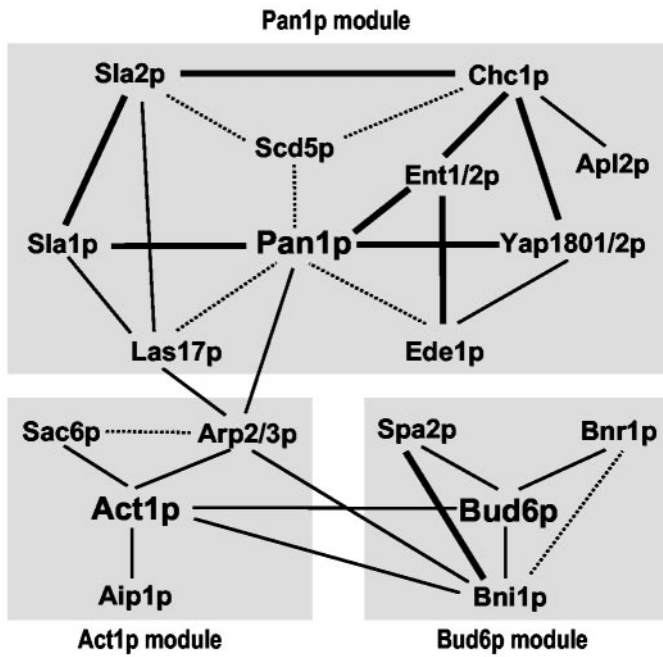 Pan1p module
Sla2p
Chc1p
Scd5p
Ent1/2p
Apl2p
Sla1p
Pan1p
Yap1801/2p
Las17p
Ede1p
Sac6p
Arp2/3p
Spa2p
Bnr1p
Act1p
Bud6p
Aip1p
Bni1p
Act1p module
Bud6p module